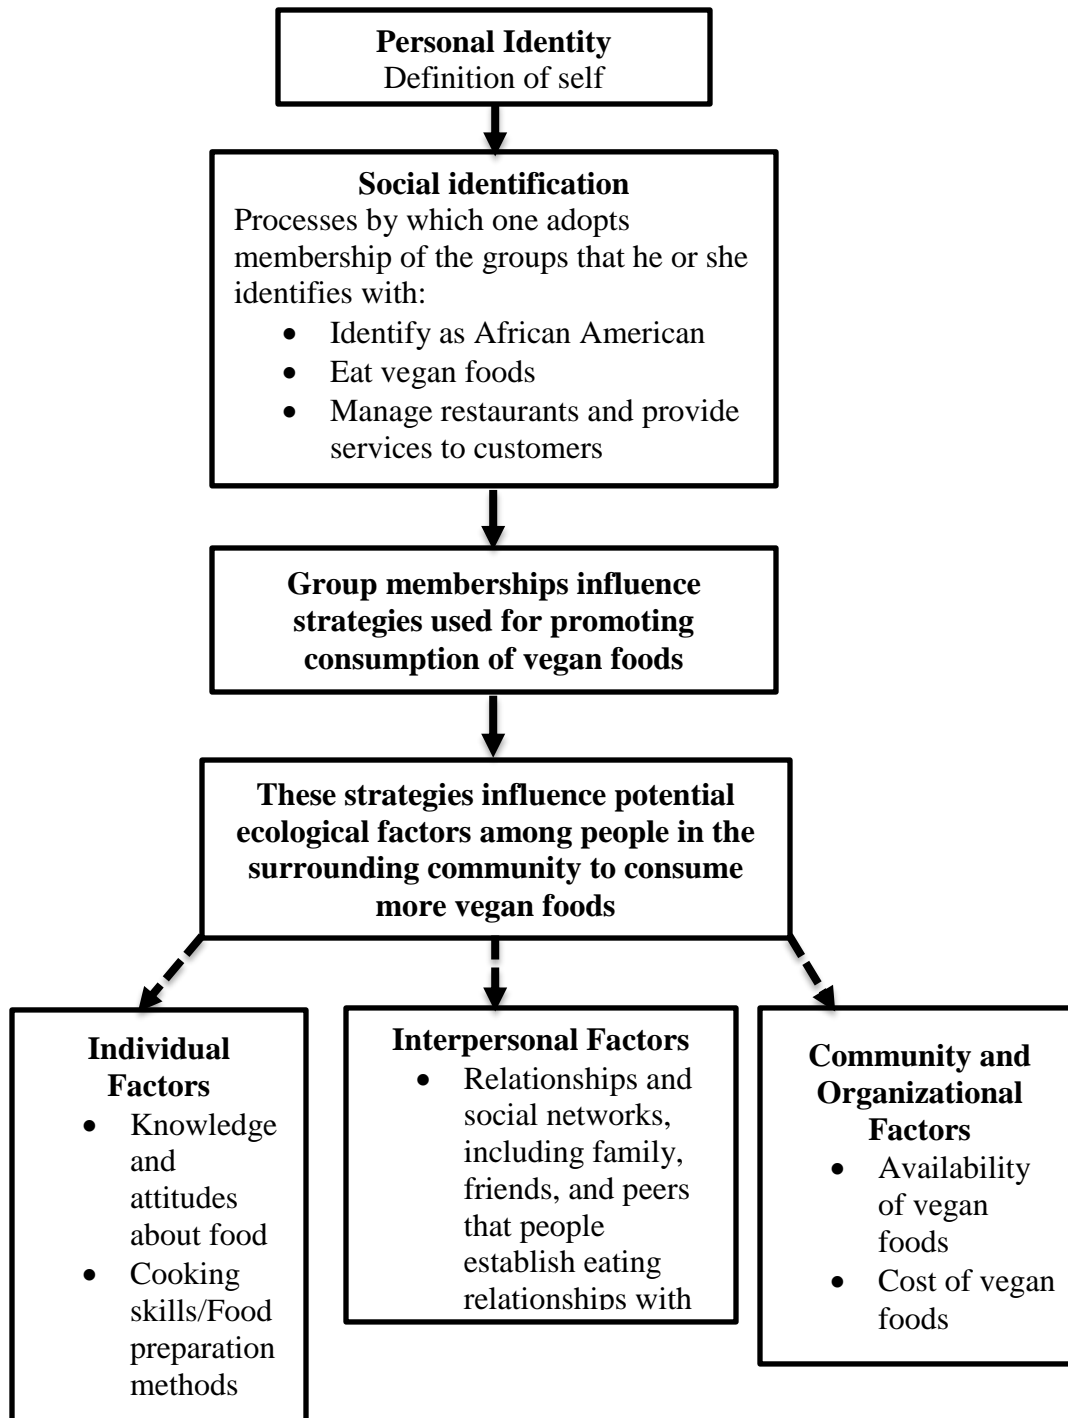 Personal Identity
Definition of self
Social identification
Processes by which one adopts
membership of the groups that he or she
identifies with:
• Identify as African American
• Eat vegan foods
• Manage restaurants and provide
services to customers
Group memberships influence
strategies used for promoting
consumption of vegan foods
These strategies influence potential
ecological factors among people in the
surrounding community to consume
more vegan foods
Individual
Factors
• Knowledge
and
attitudes
about food
• Cooking
skills/Food
preparation
methods
Interpersonal Factors
• Relationships and
social networks,
including family,
friends, and peers
that people
establish eating
relationships with
Community and
Organizational
Factors
• Availability
of vegan
foods
• Cost of vegan
foods